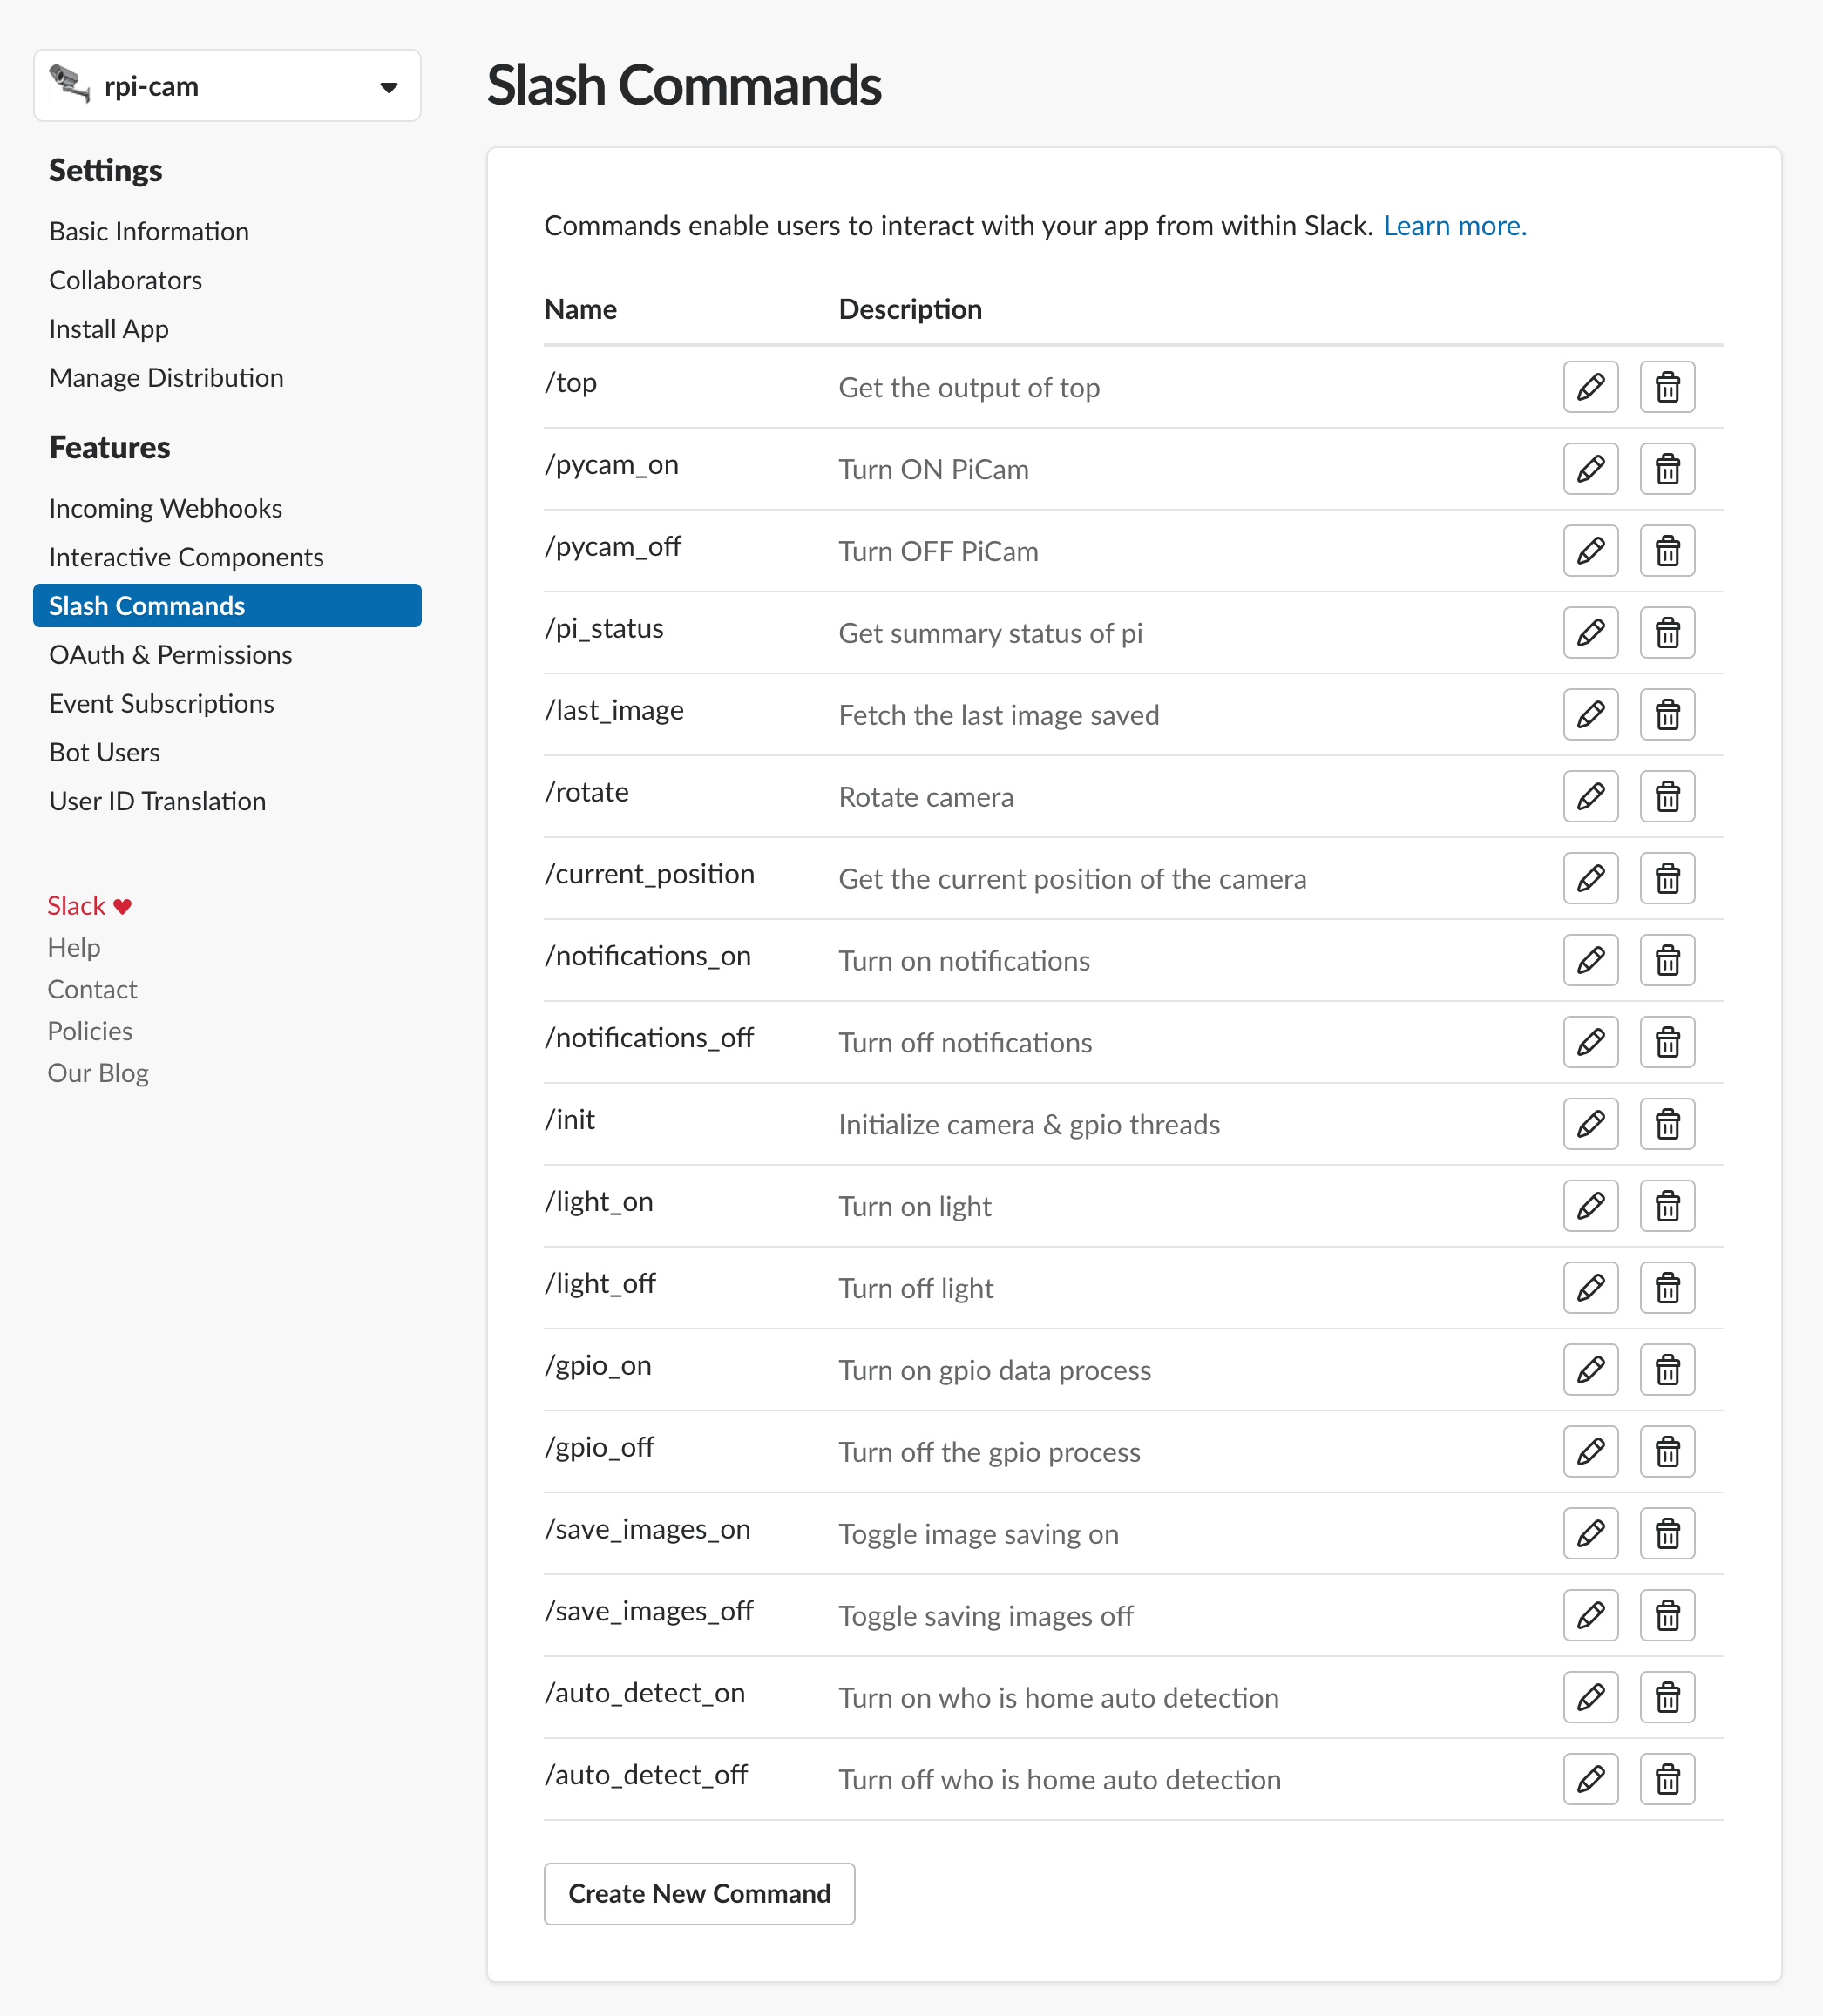 rpi-cam
Settings
Basic Information
Collaborators
Install App
Manage Distribution
Features
Incoming Webhooks
Interactive Components
Slash Commands
OAuth & Permissions
Event Subscriptions
Bot Users
User ID Translation
Slack
Help
Contact
Policies
Our Blog
Slash Commands
Commands enable users to interact with your app from within Slack. Learn more.
Name Description
/top Get the output of top
/pycam_on Turn ON PiCam
/pycam_off Turn OFF PiCam
/pi_status Get summary status of pi
/last_image Fetch the last image saved
/rotate Rotate camera
/current_position Get the current position of the camera
/notifications_on Turn on notifications
/notifications_off Turn off notifications
/init Initialize camera & gpio threads
/light_on Turn on light
/light_off Turn off light
/gpio_on Turn on gpio data process
/gpio_off Turn off the gpio process
/save_images_on Toggle image saving on
/save_images_off Toggle saving images off
/auto_detect_on Turn on who is home auto detection
/auto_detect_off Turn off who is home auto detection
Create New Command